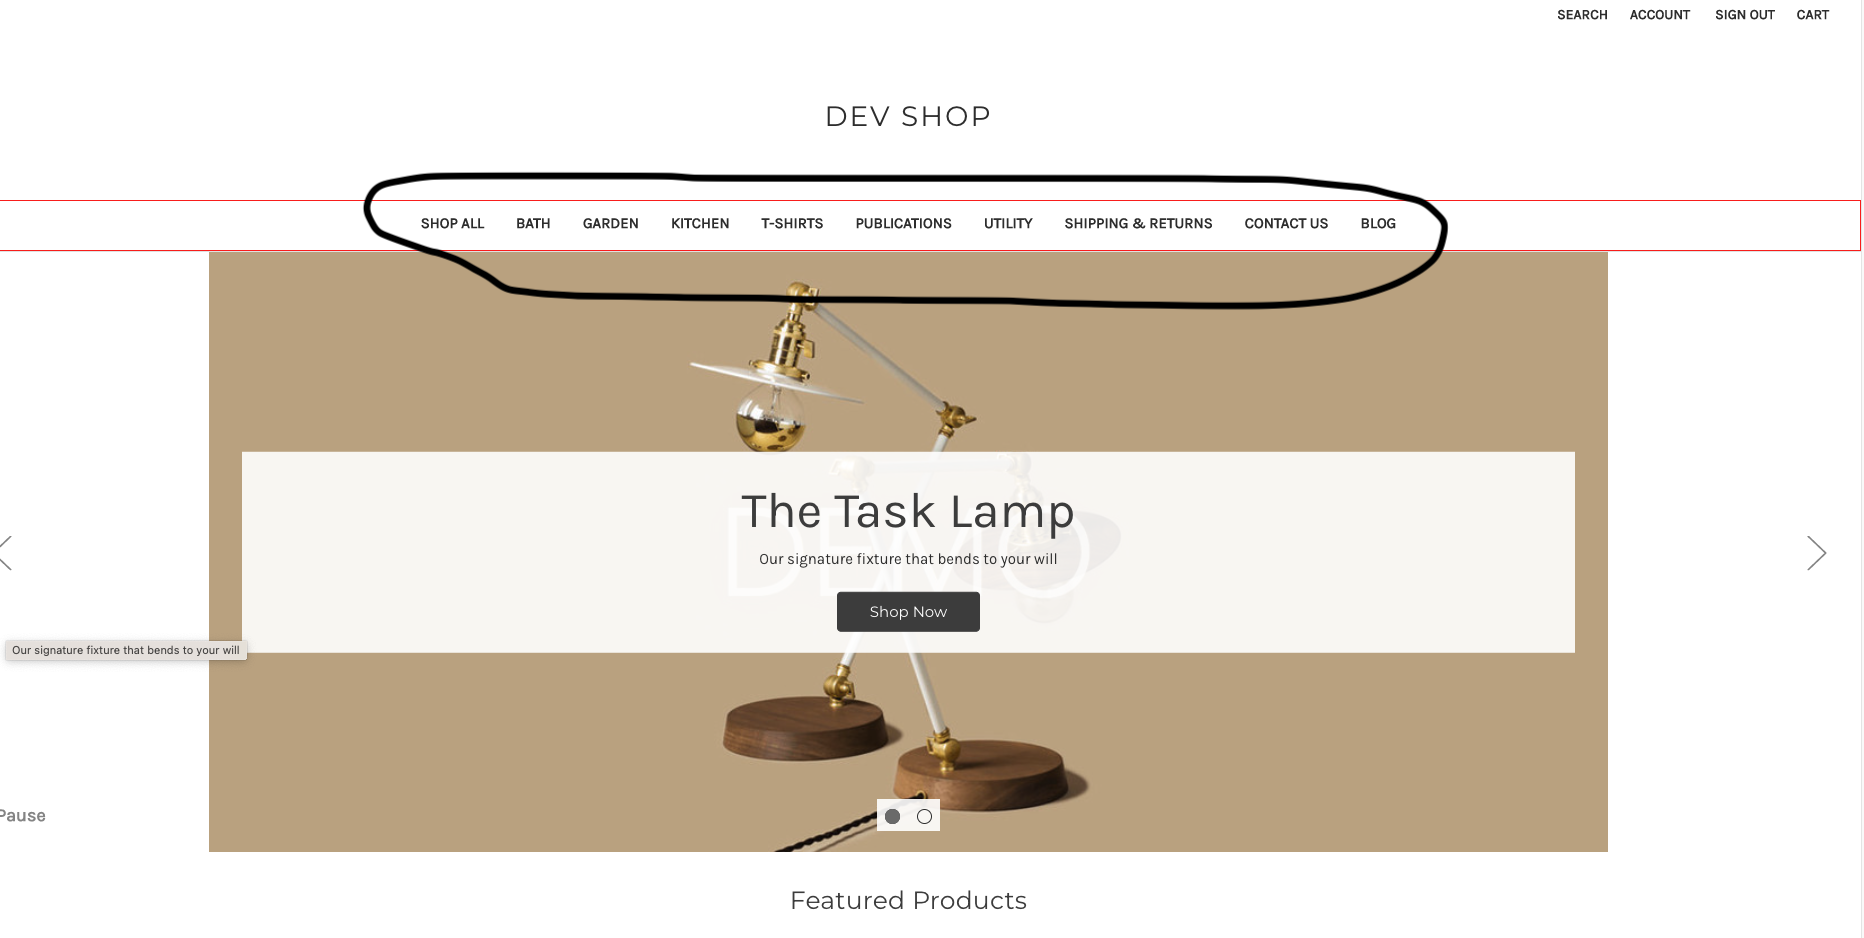 SEARCH ACCOUNT SIGN OUT CART
DEV SHOP
SHOP ALL BATH GARDEN KITCHEN T-SHIRTS PUBLICATIONS UTILITY SHIPPING & RETURNS CONTACT US BLOG
The Task Lamp
DEMO
Our signature fixture that bends to your will
Shop Now
Our signature fixture that bends to your will
Pause
Featured Products